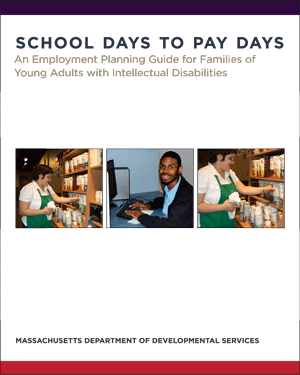 SCHOOL DAYS TO PAY DAYS
An Employment Planning Guide for Families of
Young Adults with Intellectual Disabilities
MASSACHUSETTS DEPARTMENT OF DEVELOPMENTAL SERVICES